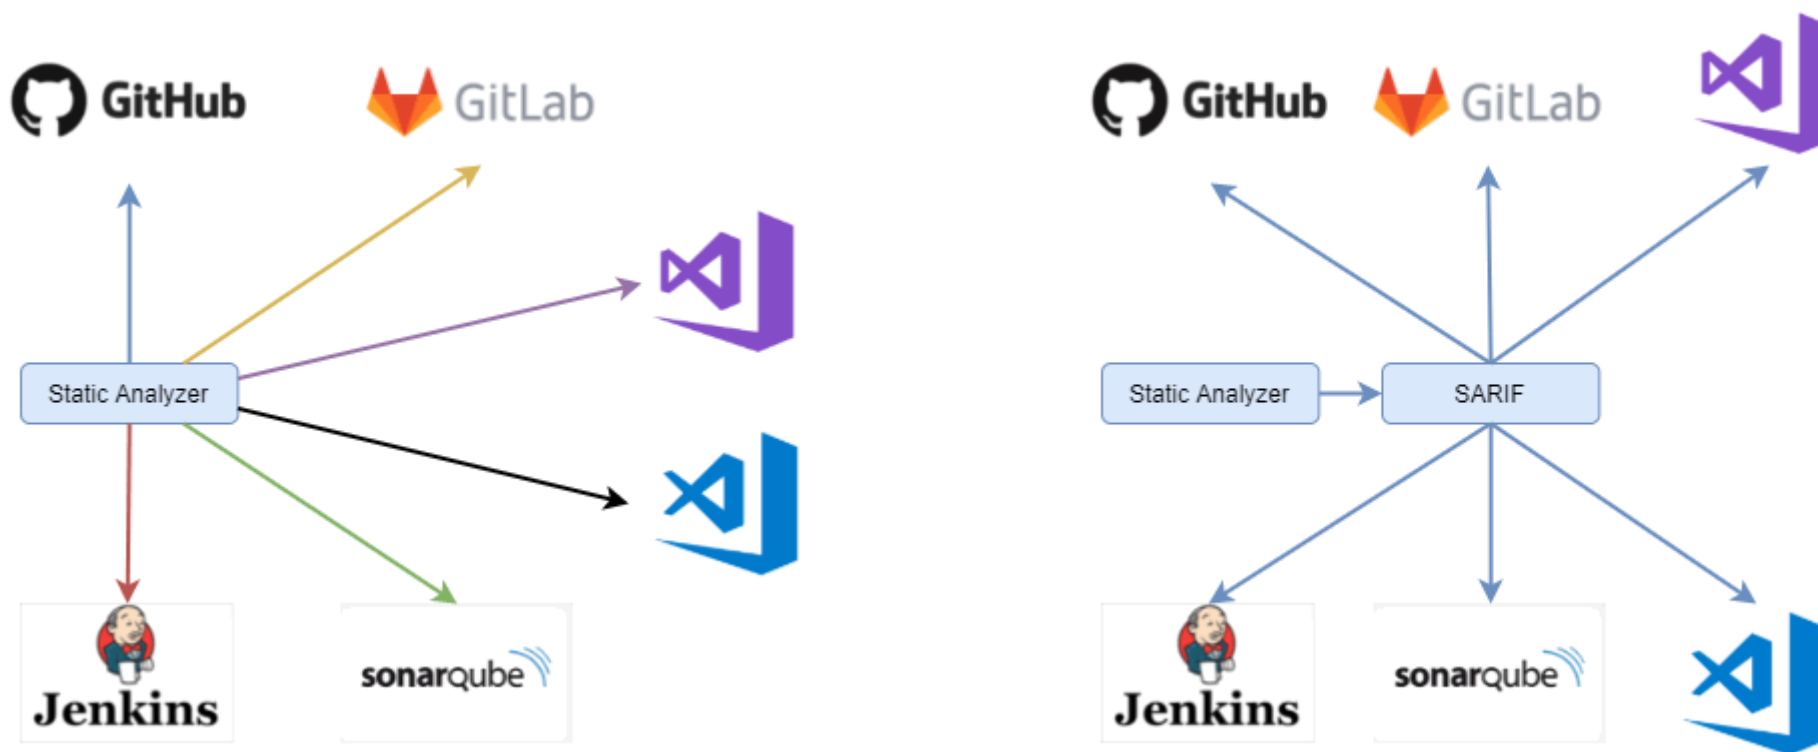 GitHub
GitLab
GitHub
GitLab
Static Analyzer
Static Analyzer
SARIF
Jenkins
sonarqube
Jenkins
sonarqube